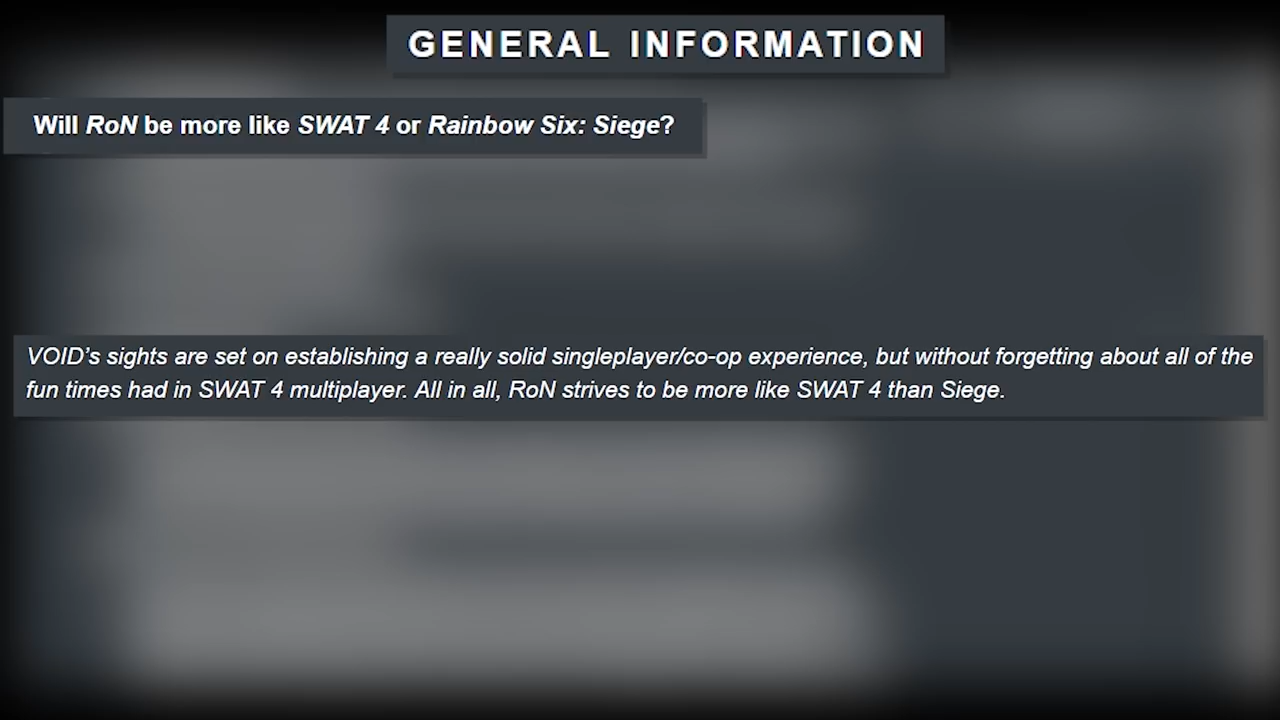 GENERAL INFORMATION
Will RoN be more like SWAT 4 or Rainbow Six: Siege?
VOID’s sights are set on establishing a really solid singleplayer/co-op experience, but without forgetting about all of the
fun times had in SWAT 4 multiplayer. All in all, RoN strives to be more like SWAT 4 than Siege.